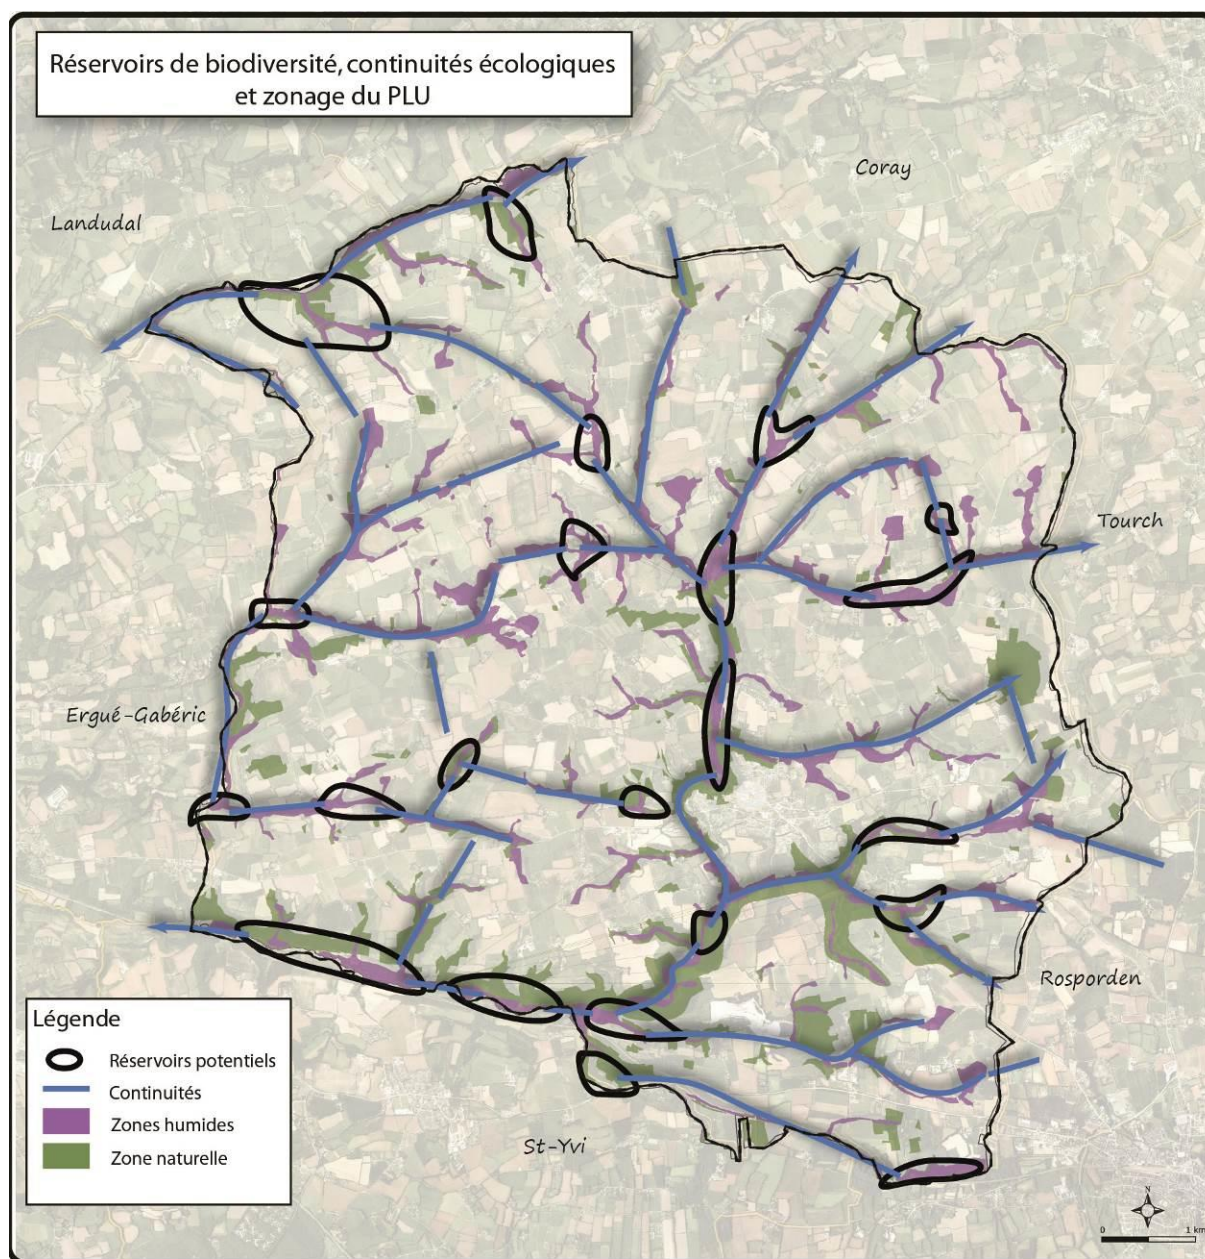 Réservoirs de biodiversité, continuités écologiques
et zonage du PLU
Coray
Landudal
Tourch
Ergué-Gabéric
Rosporden
St-Yvi
Légende
Réservoirs potentiels
Continuités
Zones humides
Zone naturelle
N
0 1 km